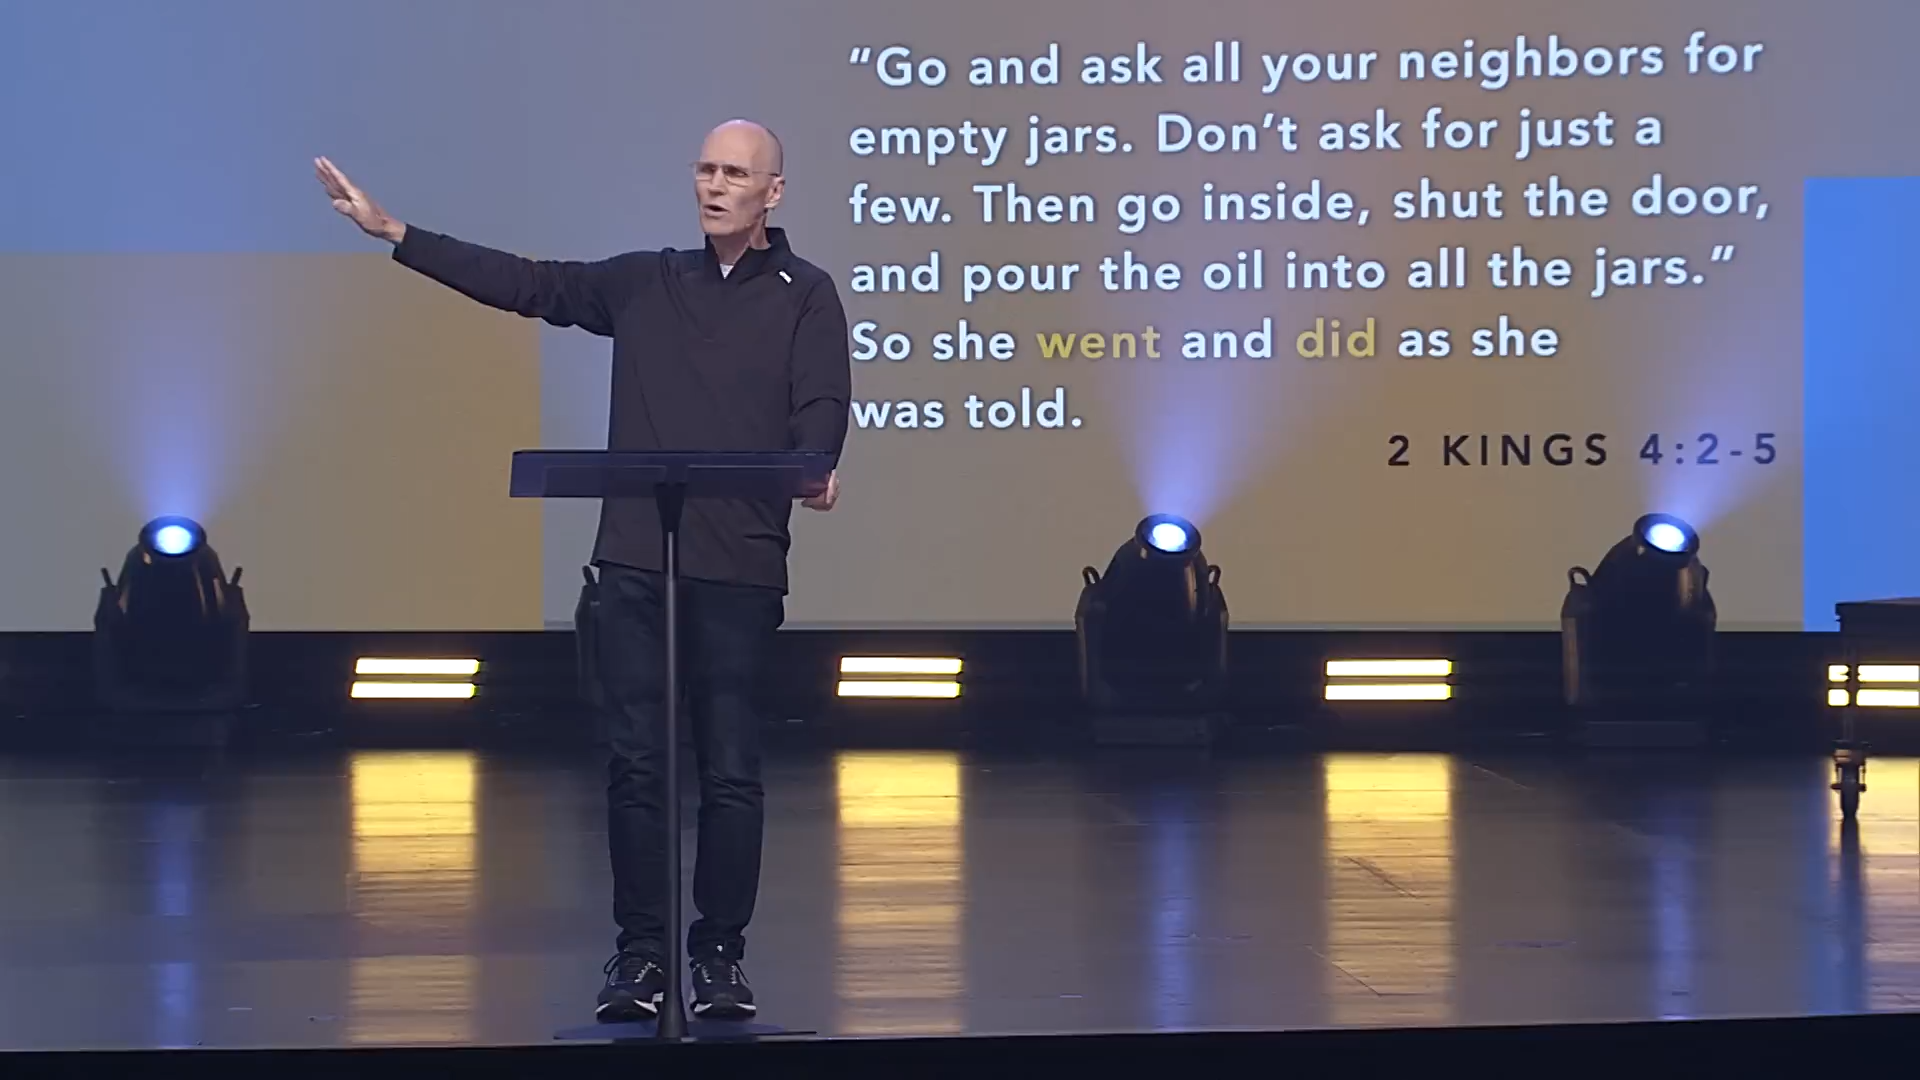 “Go and ask all your neighbors for
empty jars. Don’t ask for just a
few. Then go inside, shut the door,
and pour the oil into all the jars.”
So she went and did as she
was told.
2 KINGS 4:2-5